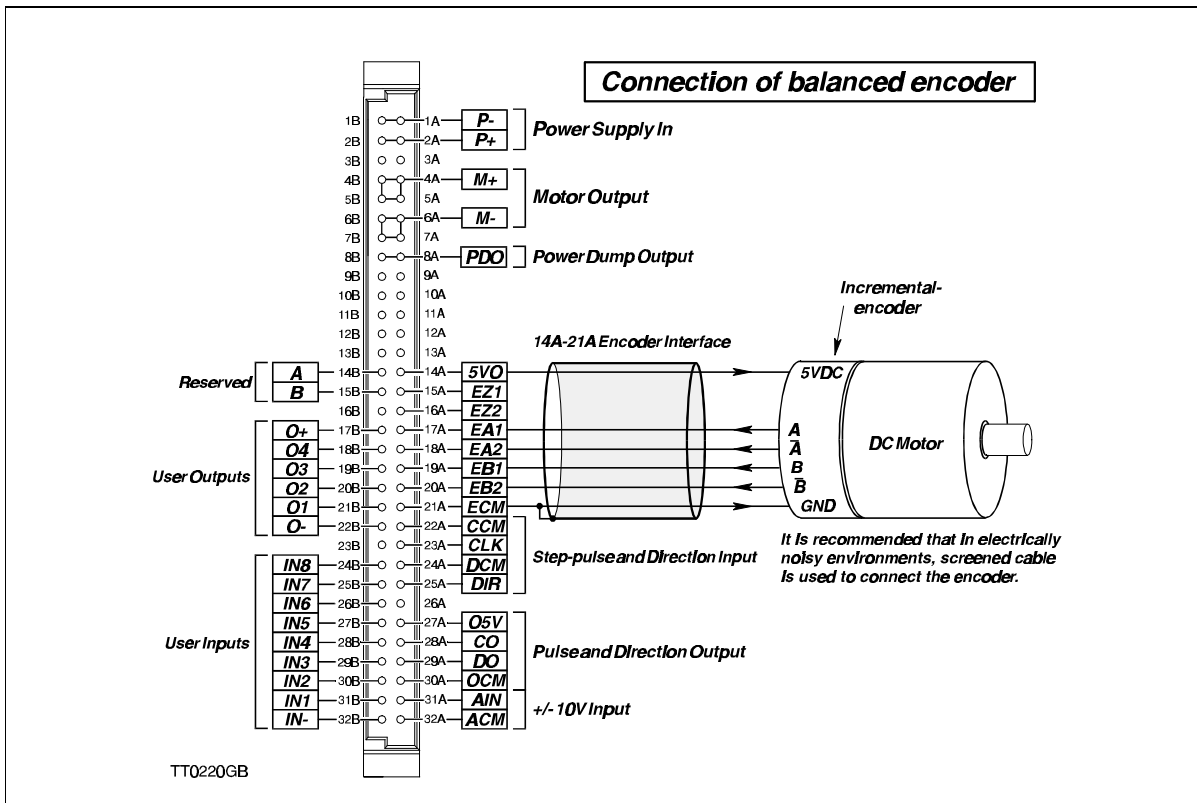 Connection of balanced encoder
1B 1A P-
2B 2A P+
Power Supply In
3B 3A
4B 4A M+
5B 5A
Motor Output
6B 6A M-
7B 7A
8B 8A PDO Power Dump Output
9B 9A
10B 10A
11B 11A
12B 12A
13B 13A
Incremental-
encoder
14A-21A Encoder Interface
Reserved
A 14B 14A 5VO 5VDC
B 15B 15A EZ1
16B 16A EZ2
User Outputs
O+ 17B 17A EA1 A
O4 18B 18A EA2 A̅
O3 19B 19A EB1 B
O2 20B 20A EB2 B̅
O1 21B 21A ECM GND
DC Motor
O- 22B 22A CCM
23B 23A CLK
Step-pulse and Direction Input
It is recommended that in electrically
noisy environments, screened cable
is used to connect the encoder.
User Inputs
IN8 24B 24A DCM
IN7 25B 25A DIR
IN6 26B 26A
IN5 27B 27A O5V
IN4 28B 28A CO
Pulse and Direction Output
IN3 29B 29A DO
IN2 30B 30A OCM
IN1 31B 31A AIN
+/- 10V Input
IN- 32B 32A ACM
TT0220GB